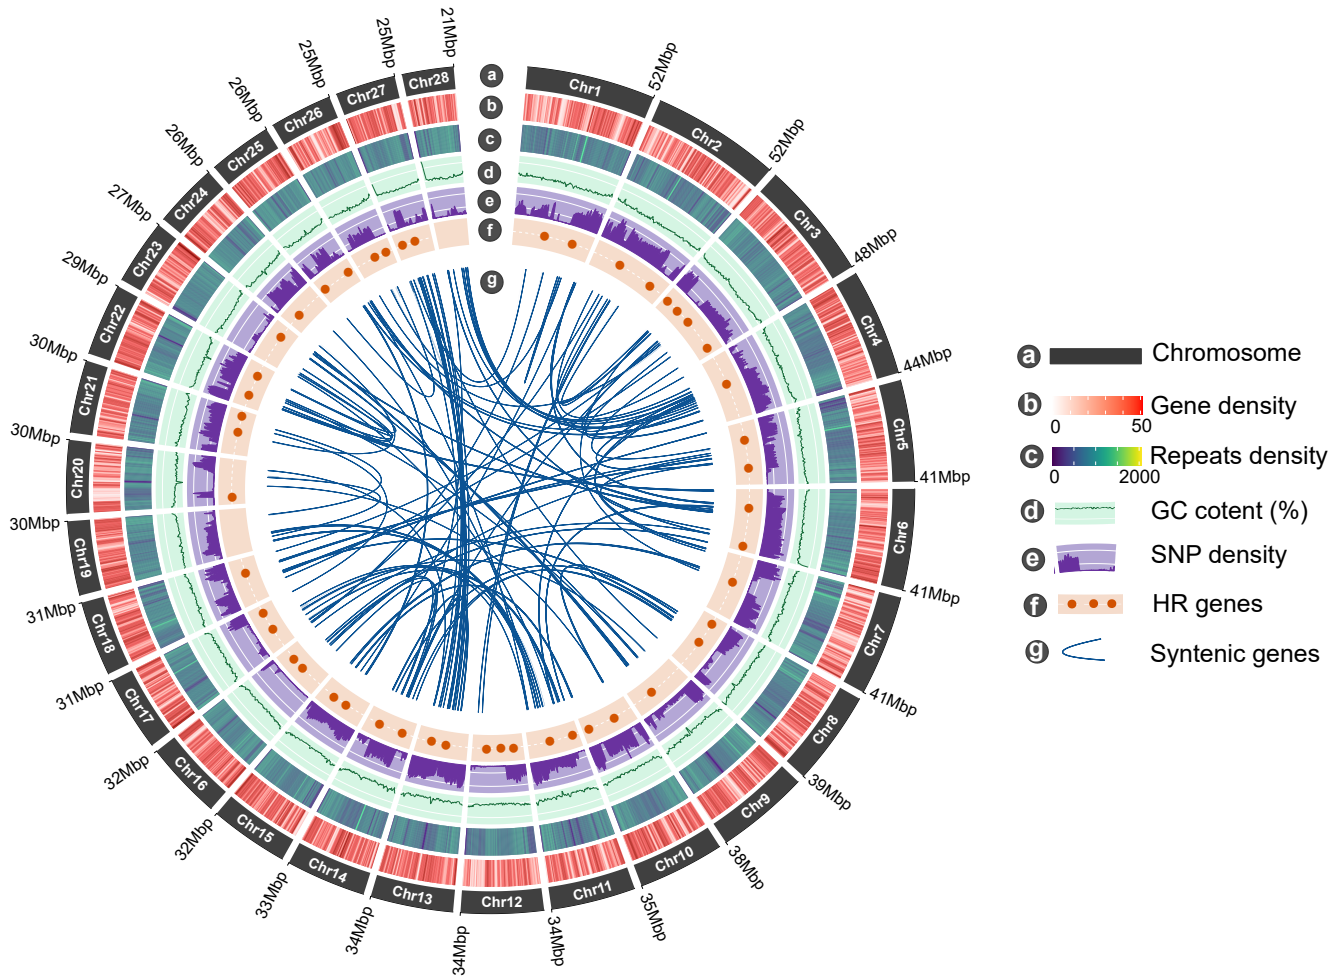 a
b
c
d
e
f
g
Chr1
52Mbp
Chr2
52Mbp
Chr3
48Mbp
Chr4
44Mbp
Chr5
41Mbp
Chr6
41Mbp
Chr7
41Mbp
Chr8
39Mbp
Chr9
38Mbp
Chr10
35Mbp
Chr11
34Mbp
Chr12
34Mbp
Chr13
34Mbp
Chr14
33Mbp
Chr15
32Mbp
Chr16
32Mbp
Chr17
31Mbp
Chr18
31Mbp
Chr19
30Mbp
Chr20
30Mbp
Chr21
30Mbp
Chr22
29Mbp
Chr23
27Mbp
Chr24
26Mbp
Chr25
26Mbp
Chr26
25Mbp
Chr27
25Mbp
Chr28
21Mbp
a Chromosome
b Gene density
0 50
c Repeats density
0 2000
d GC cotent (%)
e SNP density
f HR genes
g Syntenic genes